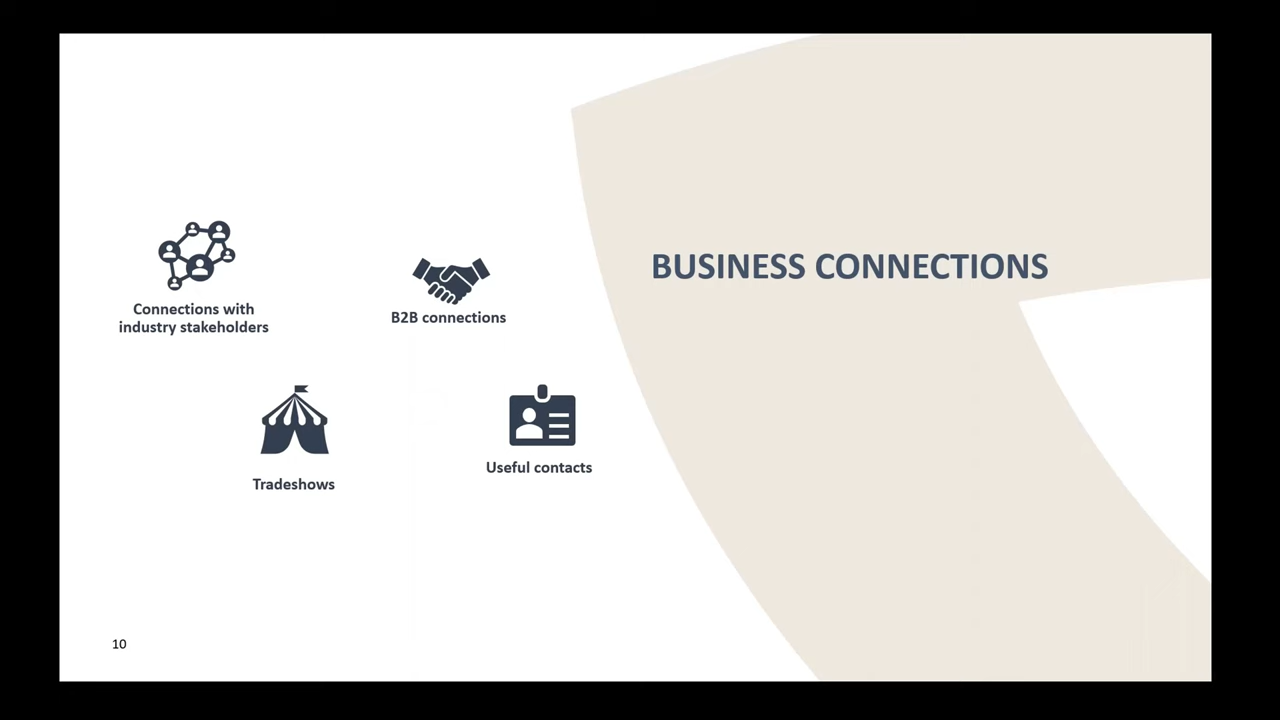 BUSINESS CONNECTIONS
Connections with
industry stakeholders
B2B connections
Tradeshows
Useful contacts
10